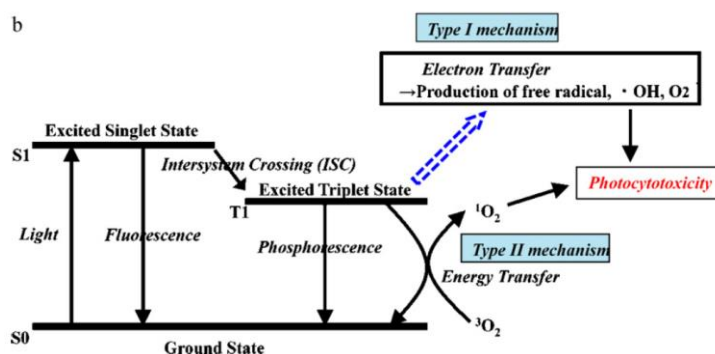 b
Type I mechanism
Electron Transfer
→Production of free radical, ・OH, O2
Excited Singlet State
S1
Intersystem Crossing (ISC)
Photocytotoxicity
Excited Triplet State
T1
¹O₂
Light
Fluorescence
Phosphorescence
Type II mechanism
Energy Transfer
³O₂
S0
Ground State